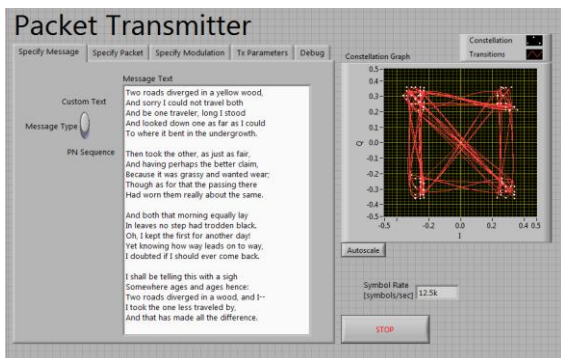 Packet Transmitter
Specify Message
Specify Packet
Specify Modulation
Tx Parameters
Debug
Message Text
Custom Text
Message Type
PN Sequence
Two roads diverged in a yellow wood,
And sorry I could not travel both
And be one traveler, long I stood
And looked down one as far as I could
To where it bent in the undergrowth.
Then took the other, as just as fair,
And having perhaps the better claim,
Because it was grassy and wanted wear;
Though as for that the passing there
Had worn them really about the same.
And both that morning equally lay
In leaves no step had trodden black.
Oh, I kept the first for another day!
Yet knowing how way leads on to way,
I doubted if I should ever come back.
I shall be telling this with a sigh
Somewhere ages and ages hence:
Two roads diverged in a wood, and I--
I took the one less traveled by,
And that has made all the difference.
Constellation
Transitions
Constellation Graph
0.5
0.4
0.3
0.2
0.1
0.0
-0.1
-0.2
-0.3
-0.4
-0.5
Q
-0.5
-0.2
0.0
0.2
0.4
0.5
I
Autoscale
Symbol Rate
[symbols/sec]
12.5k
STOP